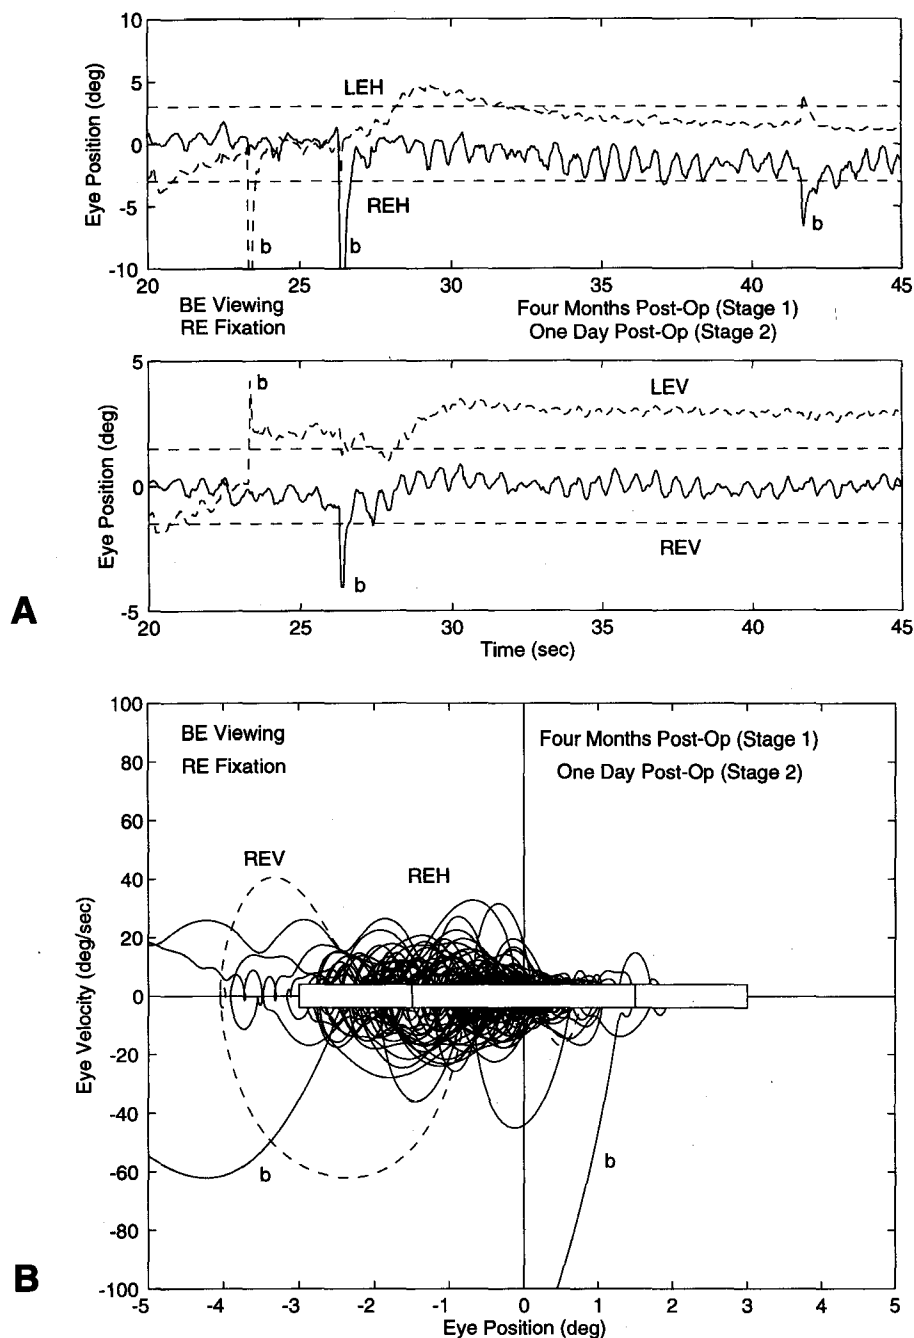 A
10
5
0
-5
-10
Eye Position (deg)
LEH
REH
b
b
b
20
25
30
35
40
45
BE Viewing
RE Fixation
Four Months Post-Op (Stage 1)
One Day Post-Op (Stage 2)
5
0
-5
Eye Position (deg)
b
LEV
REV
b
20
25
30
35
40
45
Time (sec)
B
100
80
60
40
20
0
-20
-40
-60
-80
-100
Eye Velocity (deg/sec)
BE Viewing
RE Fixation
Four Months Post-Op (Stage 1)
One Day Post-Op (Stage 2)
REV
REH
b
b
-5
-4
-3
-2
-1
0
1
2
3
4
5
Eye Position (deg)